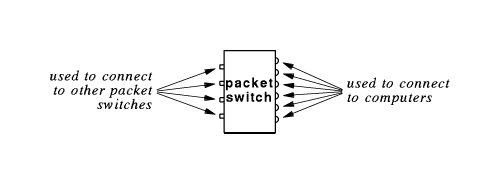 used to connect
to other packet
switches
packet
switch
used to connect
to computers